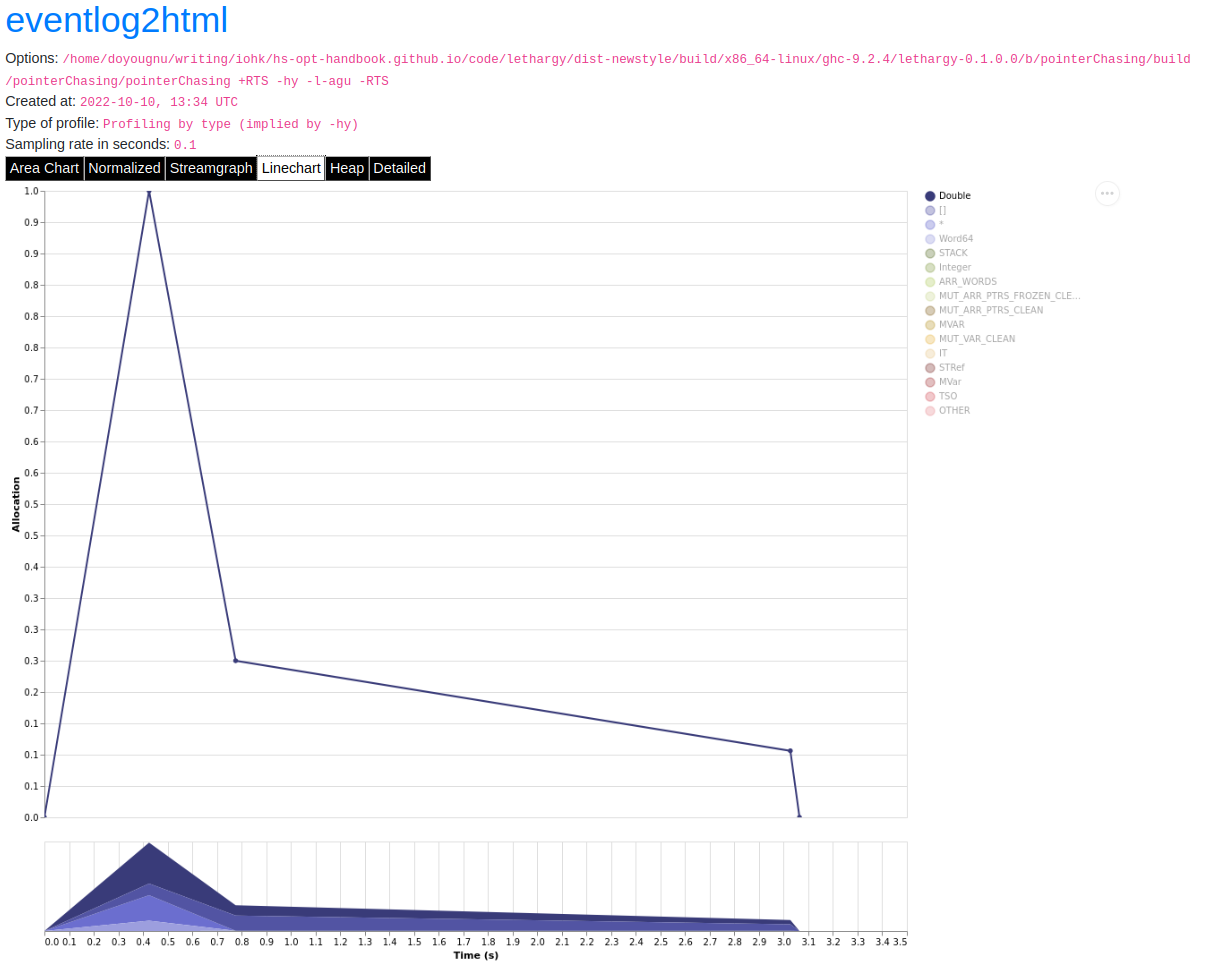 eventlog2html
Options: /home/doyougnu/writing/iohk/hs-opt-handbook.github.io/code/lethargy/dist-newstyle/build/x86_64-linux/ghc-9.2.4/lethargy-0.1.0.0/b/pointerChasing/build
/pointerChasing/pointerChasing +RTS -hy -l-agu -RTS
Created at: 2022-10-10, 13:34 UTC
Type of profile: Profiling by type (implied by -hy)
Sampling rate in seconds: 0.1
Area Chart Normalized Streamgraph Linechart Heap Detailed
1.0
0.9
0.9
0.8
0.8
0.8
0.7
0.7
0.6
0.6
0.5
0.5
0.4
0.3
0.3
0.3
0.2
0.1
0.1
0.1
0.0
Allocation
Double
[]
*
Word64
STACK
Integer
ARR_WORDS
MUT_ARR_PTRS_FROZEN_CLE...
MUT_ARR_PTRS_CLEAN
MVAR
MUT_VAR_CLEAN
IT
STRef
MVar
TSO
OTHER
0.0 0.1 0.2 0.3 0.4 0.5 0.6 0.7 0.8 0.9 1.0 1.1 1.2 1.3 1.4 1.5 1.6 1.7 1.8 1.9 2.0 2.1 2.2 2.3 2.4 2.5 2.6 2.7 2.8 2.9 3.0 3.1 3.2 3.3 3.4 3.5
Time (s)